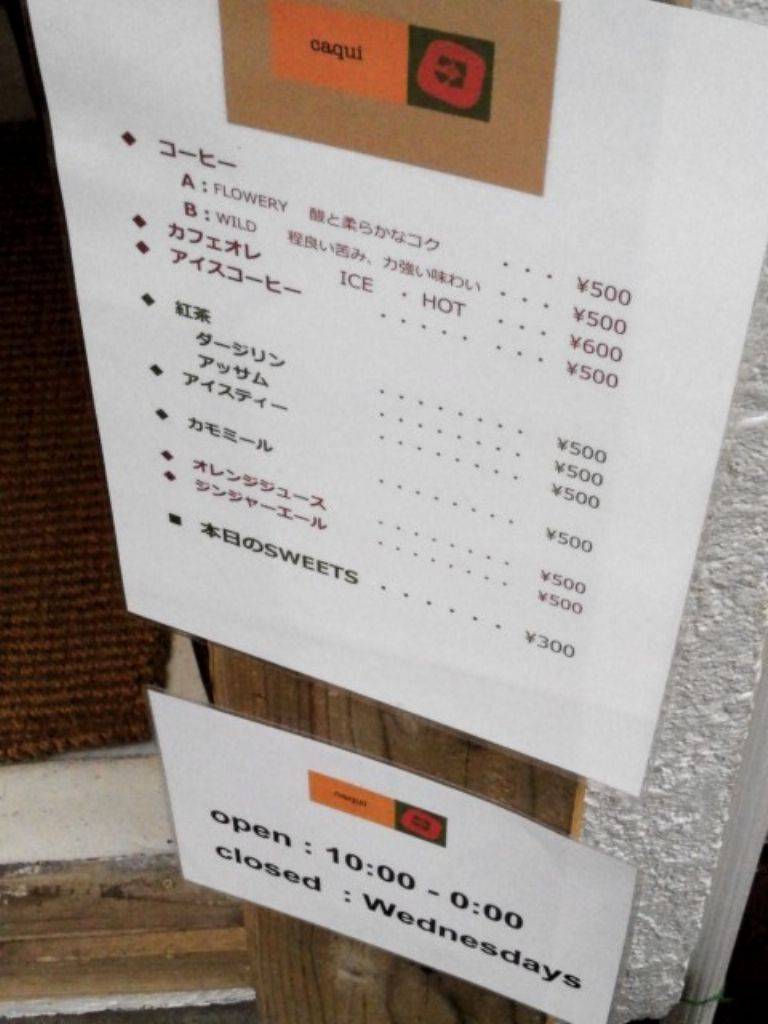 caqui
◆ コーヒー
A：FLOWERY 酸と柔らかなコク ・・・ ¥500
B：WILD 程良い苦み、力強い味わい ・・・ ¥500
◆ カフェオレ ICE ・ HOT ・・・ ¥600
◆ アイスコーヒー ・・・・・・・・ ¥500
◆ 紅茶
ダージリン ・・・・・・・・ ¥500
アッサム ・・・・・・・・ ¥500
◆ アイスティー ・・・・・・・・ ¥500
◆ カモミール ・・・・・・・・ ¥500
◆ オレンジジュース ・・・・・・・・ ¥500
◆ ジンジャーエール ・・・・・・・・ ¥500
■ 本日のSWEETS ・・・・・・・ ¥300
caqui
open : 10:00 - 0:00
closed : Wednesdays